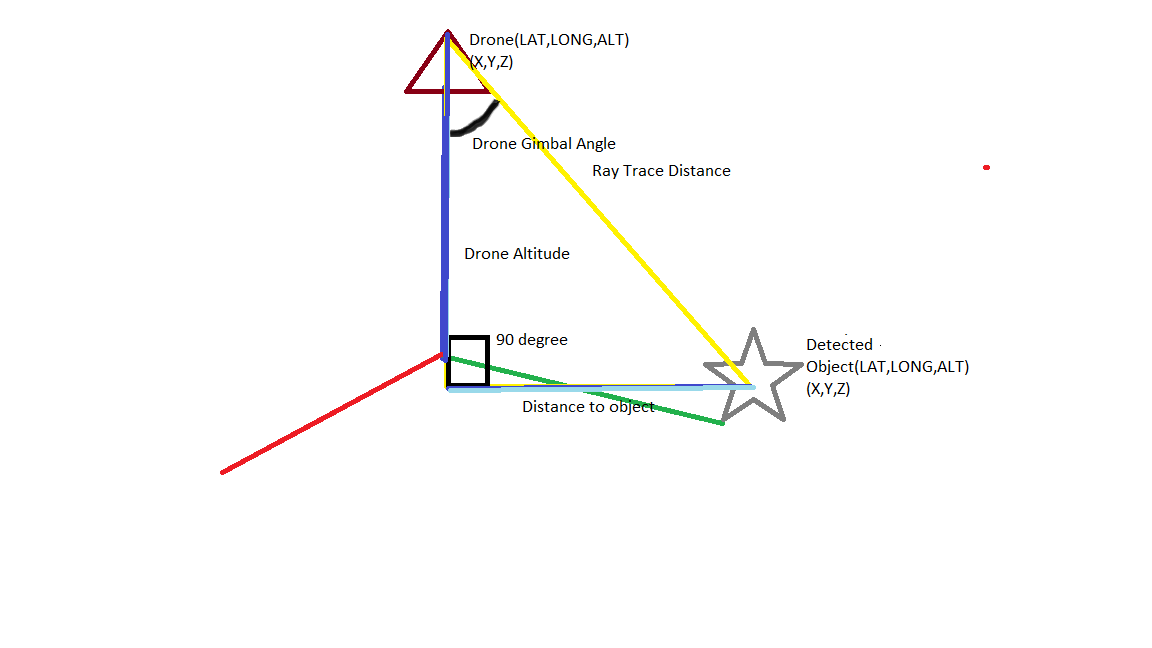 Drone(LAT,LONG,ALT)
(X,Y,Z)
Drone Gimbal Angle
Ray Trace Distance
Drone Altitude
90 degree
Detected
Object(LAT,LONG,ALT)
(X,Y,Z)
Distance to object